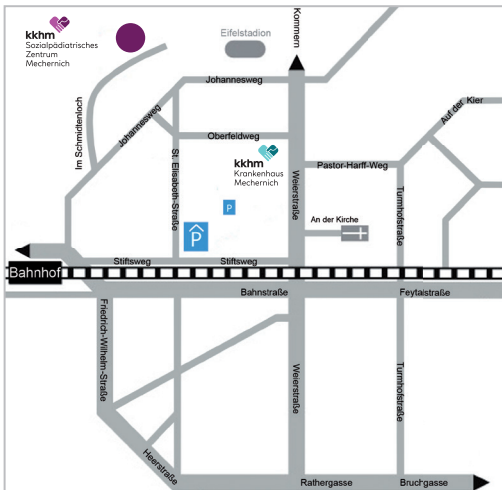 kkhm
Sozialpädiatrisches
Zentrum
Mechernich
Eifelstadion
Kommern
Johannesweg
Auf der Kier
Im Schmidtenloch
Johannesweg
Oberfeldweg
St. Elisabeth-Straße
kkhm
Krankenhaus
Mechernich
Weierstraße
Pastor-Harff-Weg
Turmhofstraße
P
An der Kirche
P
Stiftsweg
Stiftsweg
Bahnhof
Bahnstraße
Feytalstraße
Friedrich-Wilhelm-Straße
Weierstraße
Turmhofstraße
Heerstraße
Rathergasse
Bruchgasse